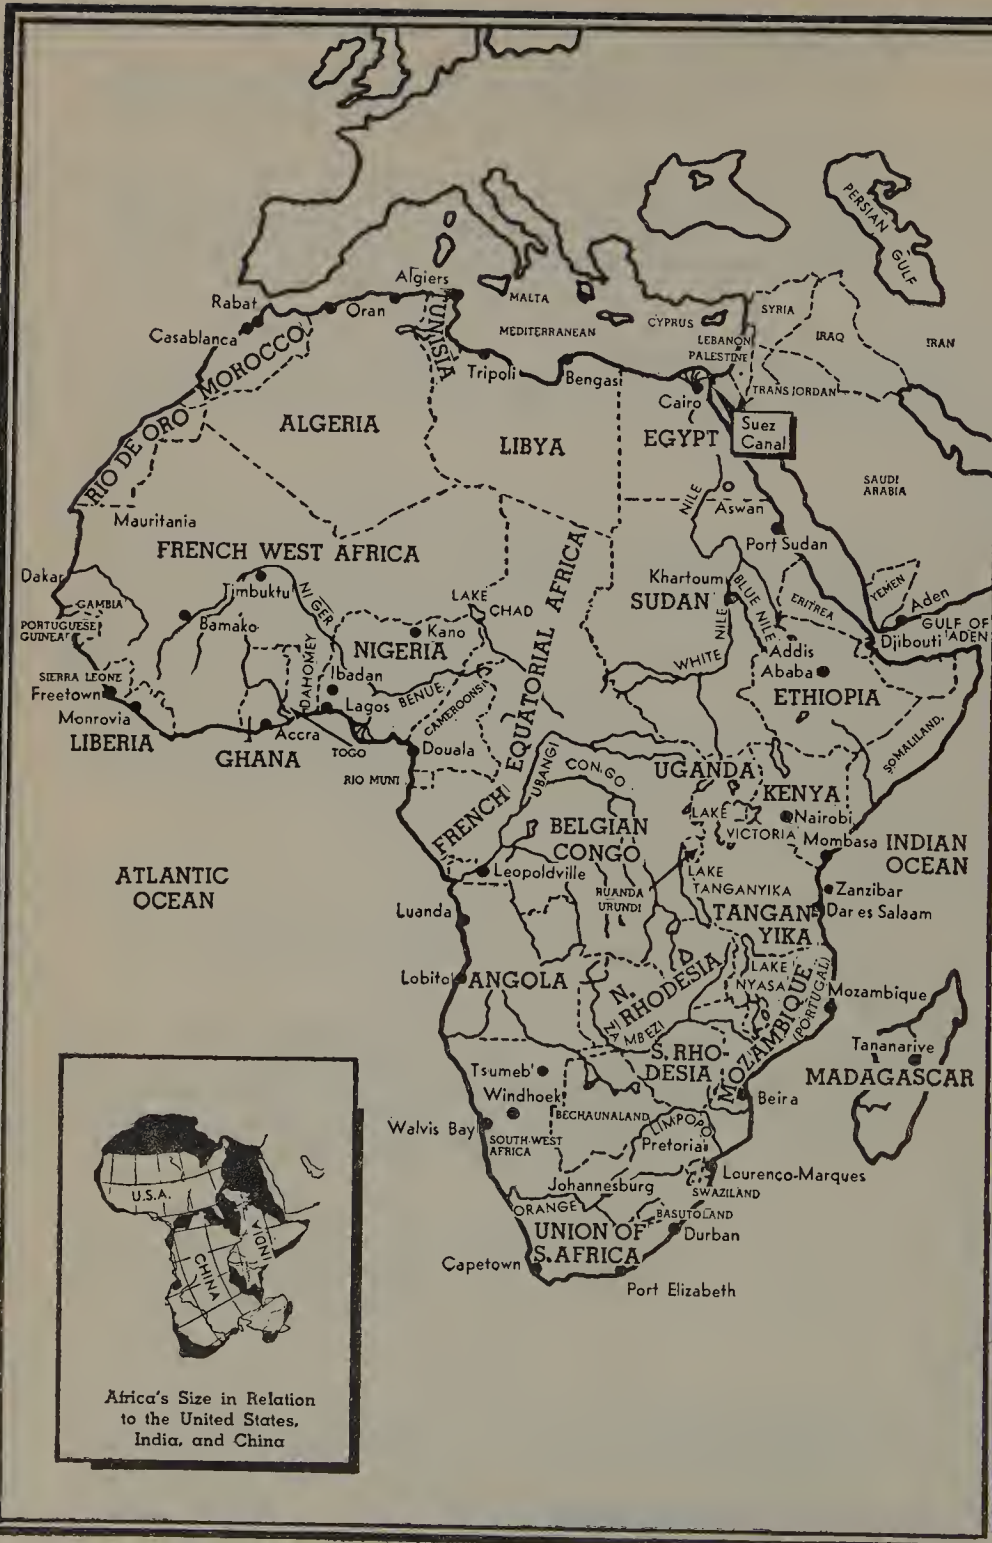 PERSIAN
GULF
Algiers
Rabat
Oran
Casablanca
MALTA
MEDITERRANEAN
CYPRUS
SYRIA
LEBANON
PALESTINE
IRAQ
IRAN
TRANS JORDAN
MOROCCO
TUNISIA
Tripoli
Bengasi
Cairo
Suez
Canal
RIO DE ORO
ALGERIA
LIBYA
EGYPT
SAUDI
ARABIA
NILE
Aswan
Mauritania
FRENCH WEST AFRICA
Port Sudan
Dakar
Timbuktu
NIGER
LAKE
CHAD
Khartoum
SUDAN
BLUE NILE
ERITREA
YEMEN
Aden
GULF OF
ADEN
Djibouti
GAMBIA
PORTUGUESE
GUINEA
Bamako
Kano
NIGERIA
WHITE
NILE
Addis
Ababa
ETHIOPIA
SIERRA LEONE
Freetown
DAHOMEY
Ibadan
BENUE
CAMEROONS
Lagos
Monrovia
LIBERIA
GHANA
Accra
TOGO
Douala
RIO MUNI
FRENCH
EQUATORIAL AFRICA
UBANGI
CONGO
UGANDA
KENYA
SOMALILAND.
LAKE
VICTORIA
Nairobi
Mombasa
INDIAN
OCEAN
BELGIAN
CONGO
ATLANTIC
OCEAN
Leopoldville
RUANDA
URUNDI
LAKE
TANGANYIKA
Zanzibar
Dar es Salaam
TANGAN
YIKA
Luanda
Lobito
ANGOLA
N.
RHODESIA
LAKE
NYASA
MOZAMBIQUE
(PORTUGAL)
Mozambique
ZA
MBEZI
S. RHO-
DESIA
Tananarive
MADAGASCAR
Tsumeb
Windhoek
BECHAUNALAND
Beira
Walvis Bay
SOUTH-WEST
AFRICA
LIMPOPO
Pretoria
Johannesburg
Lourenco-Marques
SWAZILAND
ORANGE
BASUTOLAND
UNION OF
S. AFRICA
Durban
Capetown
Port Elizabeth
U.S.A.
INDIA
CHINA
Africa's Size in Relation
to the United States,
India, and China